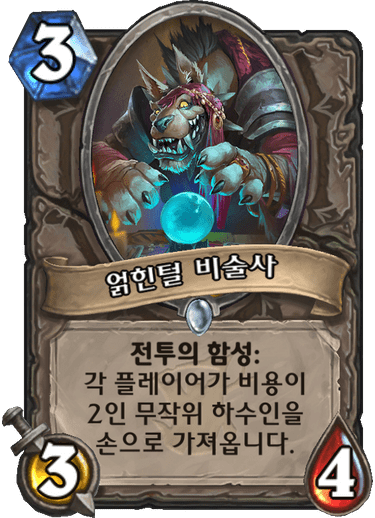 3
얽힌털 비술사
전투의 함성:
각 플레이어가 비용이
2인 무작위 하수인을
손으로 가져옵니다.
3
4